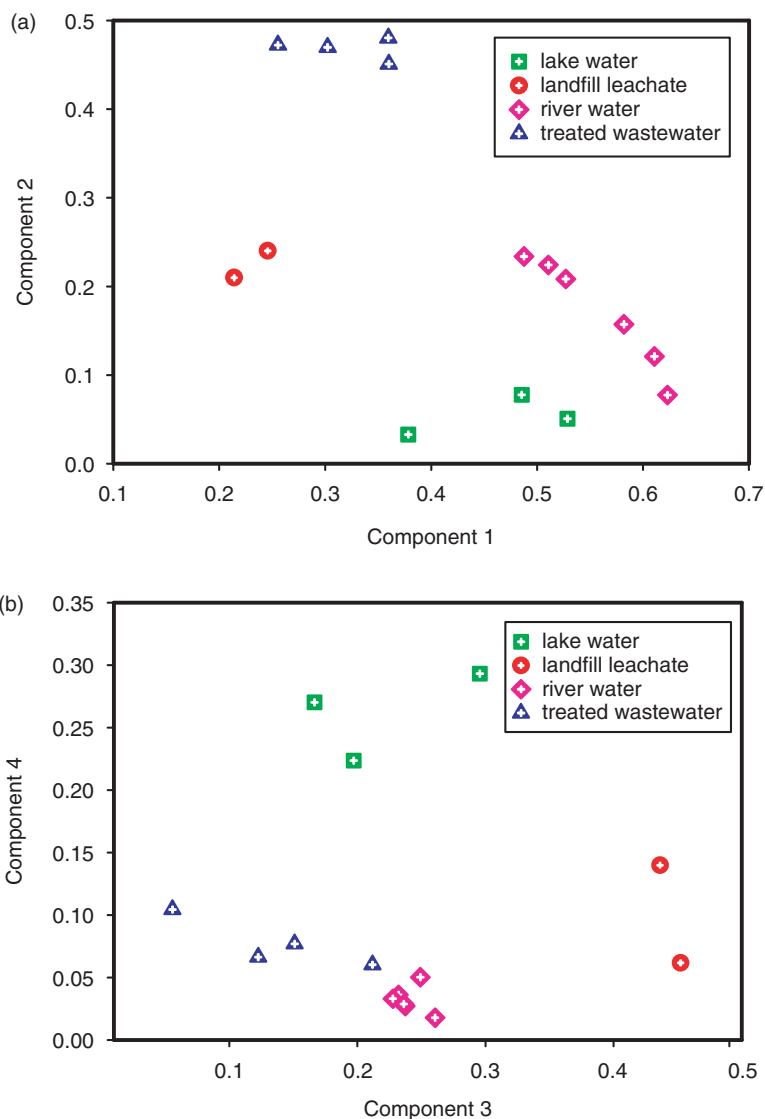 (a)
0.5
0.4
0.3
0.2
0.1
0.0
Component 2
lake water
landfill leachate
river water
treated wastewater
0.1 0.2 0.3 0.4 0.5 0.6 0.7
Component 1
(b)
0.35
0.30
0.25
0.20
0.15
0.10
0.05
0.00
Component 4
lake water
landfill leachate
river water
treated wastewater
0.1 0.2 0.3 0.4 0.5
Component 3